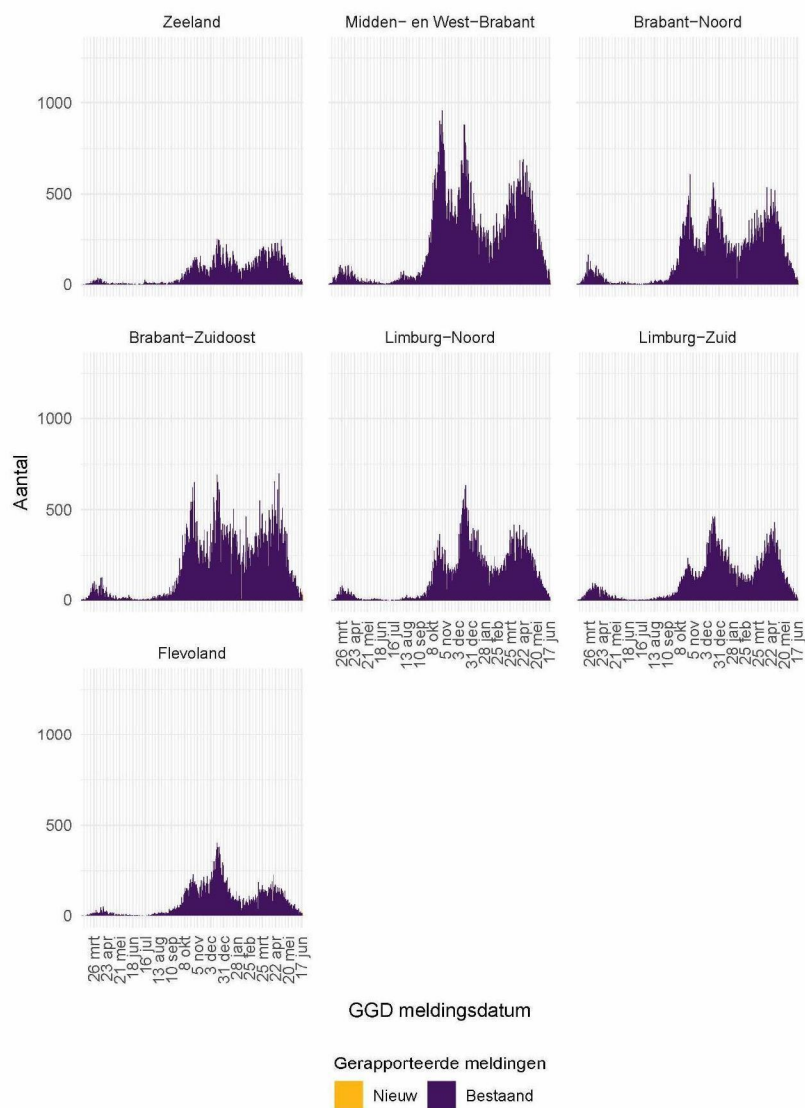 Zeeland
Midden- en West-Brabant
Brabant-Noord
1000
500
0
Brabant-Zuidoost
Limburg-Noord
Limburg-Zuid
Aantal
1000
500
0
26 mrt
23 apr
21 mei
18 jun
16 jul
13 aug
10 sep
8 okt
5 nov
3 dec
31 dec
28 jan
25 feb
25 mrt
22 apr
20 mei
17 jun
26 mrt
23 apr
21 mei
18 jun
16 jul
13 aug
10 sep
8 okt
5 nov
3 dec
31 dec
28 jan
25 feb
25 mrt
22 apr
20 mei
17 jun
Flevoland
1000
500
0
26 mrt
23 apr
21 mei
18 jun
16 jul
13 aug
10 sep
8 okt
5 nov
3 dec
31 dec
28 jan
25 feb
25 mrt
22 apr
20 mei
17 jun
GGD meldingsdatum
Gerapporteerde meldingen
Nieuw Bestaand